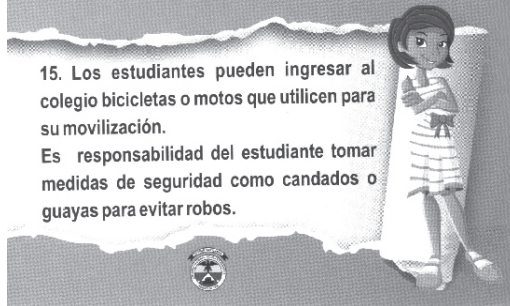 15. Los estudiantes pueden ingresar al
colegio bicicletas o motos que utilicen para
su movilización.
Es responsabilidad del estudiante tomar
medidas de seguridad como candados o
guayas para evitar robos.